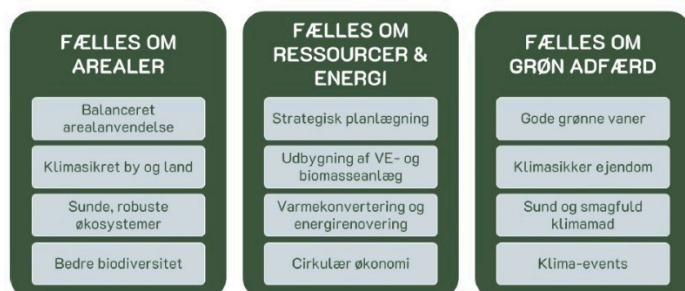 FÆLLES OM
AREALER
Balanceret
arealanvendelse
Klimasikret by og land
Sunde, robuste
økosystemer
Bedre biodiversitet
FÆLLES OM
RESSOURCER &
ENERGI
Strategisk planlægning
Udbygning af VE- og
biomasseanlæg
Varmekonvertering og
energirenovering
Cirkulær økonomi
FÆLLES OM
GRØN ADFÆRD
Gode grønne vaner
Klimasikker ejendom
Sund og smagfuld
klimamad
Klima-events